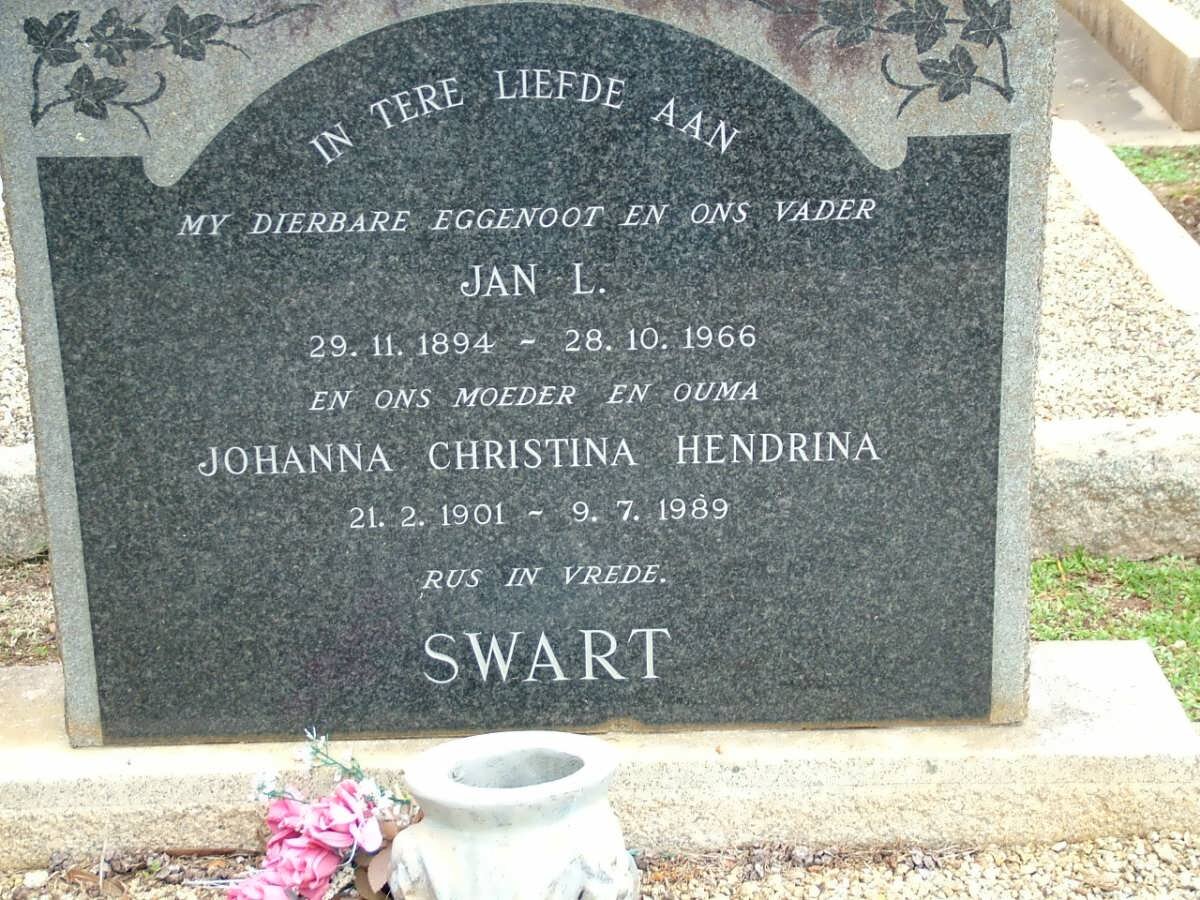 IN TERE LIEFDE AAN
MY DIERBARE EGGENOOT EN ONS VADER
JAN L.
29. 11. 1894 ~ 28. 10. 1966
EN ONS MOEDER EN OUMA
JOHANNA CHRISTINA HENDRINA
21. 2. 1901 ~ 9. 7. 1989
RUS IN VREDE.
SWART